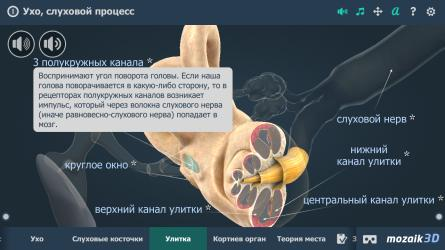 Ухо, слуховой процесс
a ?
3 полукружных канала *
Воспринимают угол поворота головы. Если наша
голова поворачивается в какую-либо сторону, то в
рецепторах полукружных каналов возникает
импульс, который через волокна слухового нерва
(иначе равновесно-слухового нерва) попадает в
мозг.
слуховой нерв *
круглое окно *
нижний
канал улитки *
центральный канал улитки *
верхний канал улитки *
Ухо Слуховые косточки Улитка Кортиев орган Теория места З mozaik3D